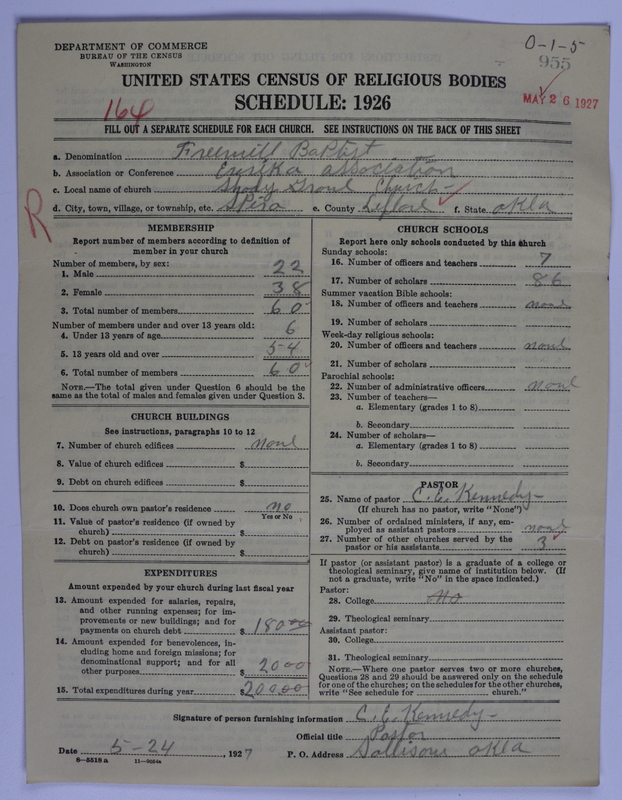 DEPARTMENT OF COMMERCE
BUREAU OF THE CENSUS
WASHINGTON
0-1-5
955
UNITED STATES CENSUS OF RELIGIOUS BODIES
SCHEDULE: 1926
164
MAY 26 1927
FILL OUT A SEPARATE SCHEDULE FOR EACH CHURCH. SEE INSTRUCTIONS ON THE BACK OF THIS SHEET
a. Denomination Freewill Baptist
b. Association or Conference Eureka association
c. Local name of church Shady Grove Church
d. City, town, village, or township, etc. Spiro e. County Leflore f. State okla
R
MEMBERSHIP
Report number of members according to definition of
member in your church
Number of members, by sex:
1. Male 22
2. Female 38
3. Total number of members 60
Number of members under and over 13 years old:
4. Under 13 years of age 6
5. 13 years old and over 54
6. Total number of members 60
NOTE.—The total given under Question 6 should be
same as the total of males and females given under Question 3.
CHURCH BUILDINGS
See instructions, paragraphs 10 to 12
7. Number of church edifices none
8. Value of church edifices $
9. Debt on church edifices $
10. Does church own pastor's residence no
Yes or No
11. Value of pastor's residence (if owned by
church) $
12. Debt on pastor's residence (if owned by
church) $
EXPENDITURES
Amount expended by your church during last fiscal year
13. Amount expended for salaries, repairs,
and other running expenses; for im-
provements or new buildings; and for
payments on church debt $ 180 00
14. Amount expended for benevolences, in-
cluding home and foreign missions; for
denominational support; and for all
other purposes $ 20 00
15. Total expenditures during year $ 200.00
CHURCH SCHOOLS
Report here only schools conducted by this church
Sunday schools:
16. Number of officers and teachers 7
17. Number of scholars 86
Summer vacation Bible schools:
18. Number of officers and teachers none
19. Number of scholars
Week-day religious schools:
20. Number of officers and teachers none
21. Number of scholars
Parochial schools:
22. Number of administrative officers none
23. Number of teachers—
a. Elementary (grades 1 to 8)
b. Secondary
24. Number of scholars—
a. Elementary (grades 1 to 8)
b. Secondary
PASTOR
25. Name of pastor C. E. Kennedy
(If church has no pastor, write "None")
26. Number of ordained ministers, if any, em-
ployed as assistant pastors none
27. Number of other churches served by the
pastor or his assistants 3
If pastor (or assistant pastor) is a graduate of a college or
theological seminary, give name of institution below. (If
not a graduate, write "No" in the space indicated.)
Pastor:
28. College No
29. Theological seminary
Assistant pastor:
30. College
31. Theological seminary
NOTE.—Where one pastor serves two or more churches,
Questions 28 and 29 should be answered only on the schedule
for one of the churches; on the schedules for the other churches,
write "See schedule for church."
Signature of person furnishing information C. E. Kennedy
Official title Pastor
Date 5-24, 1927 P. O. Address Sallisaw okla
8—5518 a 11—9054a